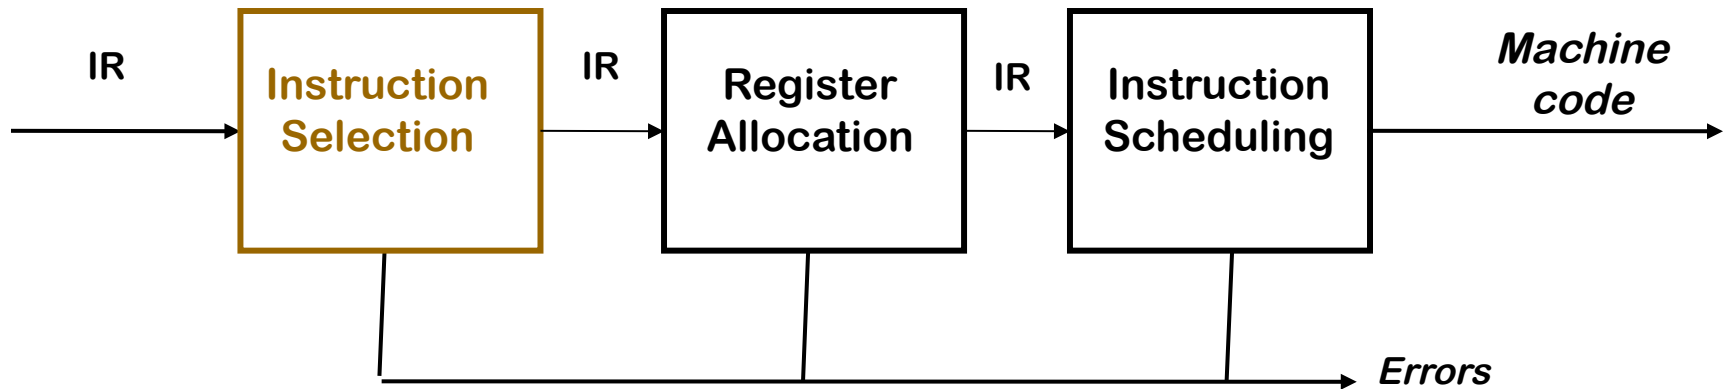 IR
Instruction
Selection
IR
Register
Allocation
IR
Instruction
Scheduling
Machine
code
Errors